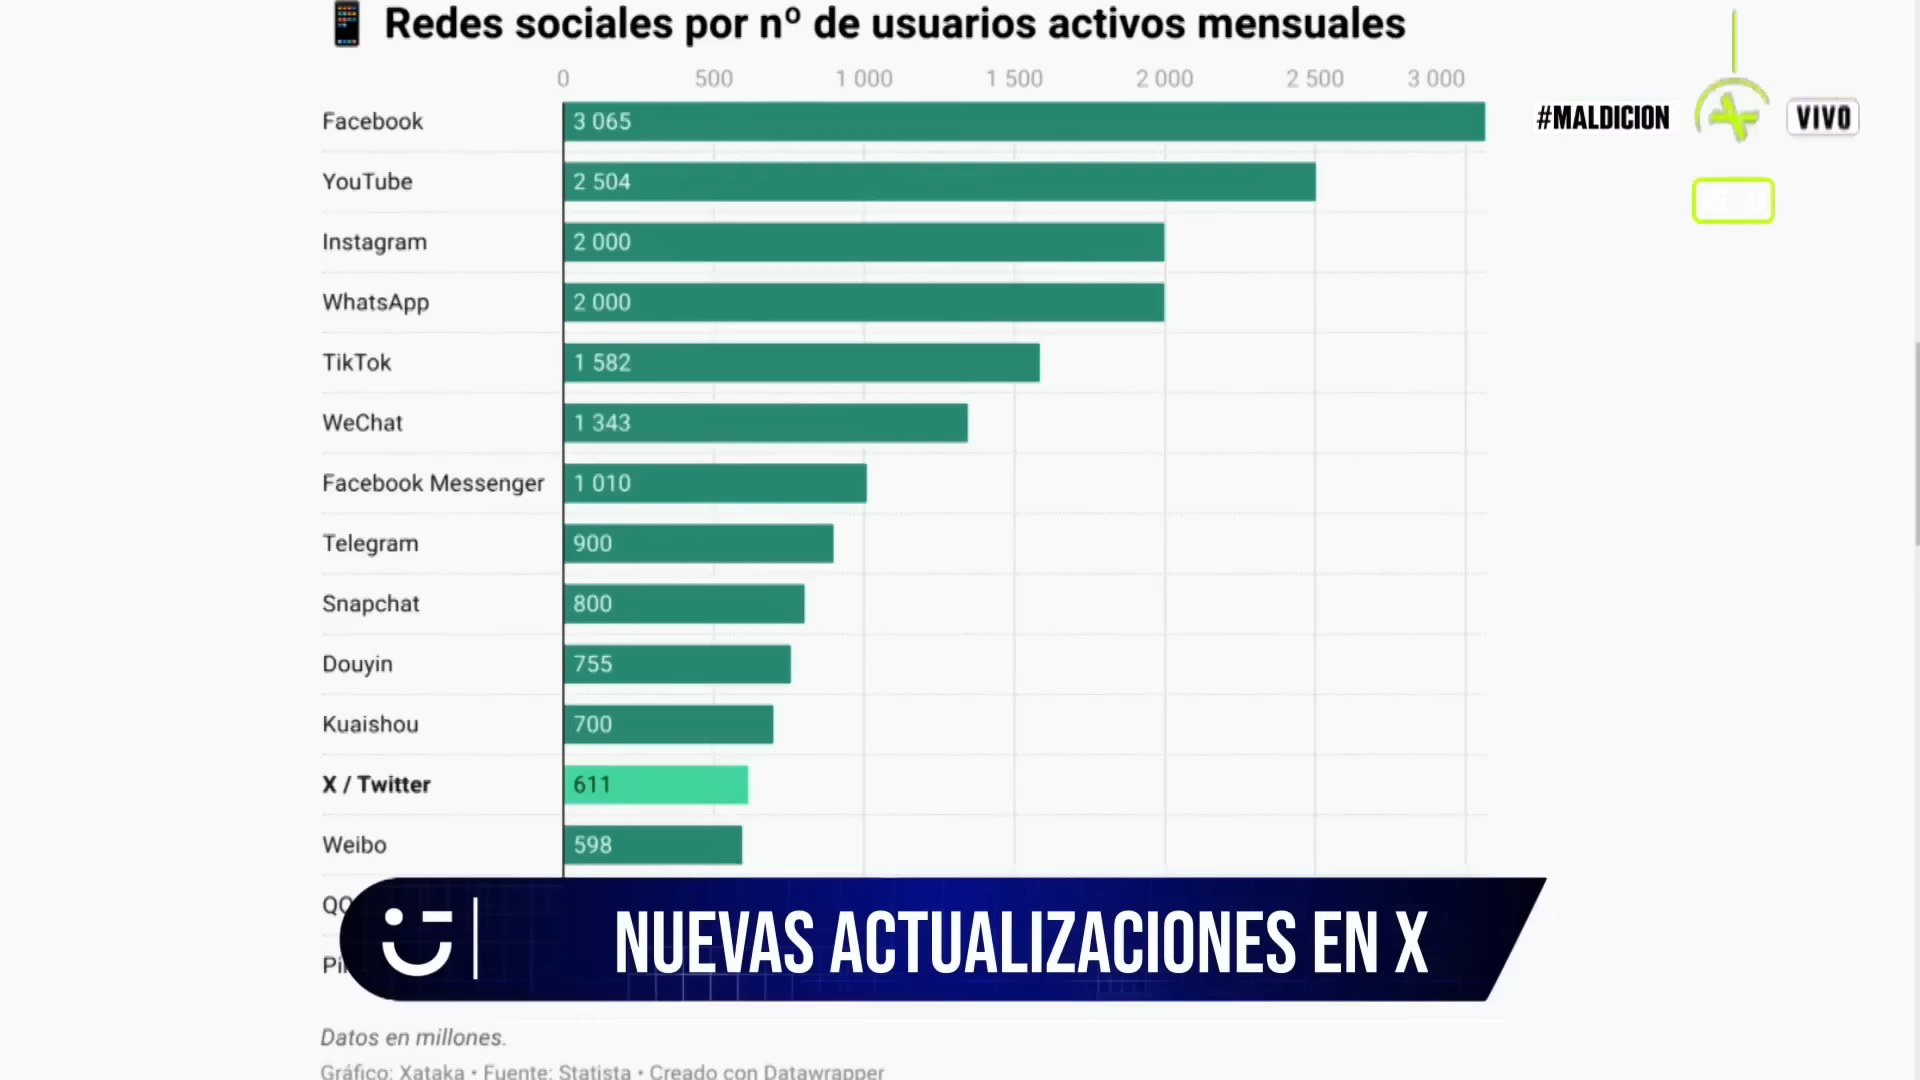 Redes sociales por nº de usuarios activos mensuales
0 500 1 000 1 500 2 000 2 500 3 000
Facebook 3 065
#MALDICION VIVO
YouTube 2 504
Instagram 2 000
WhatsApp 2 000
TikTok 1 582
WeChat 1 343
Facebook Messenger 1 010
Telegram 900
Snapchat 800
Douyin 755
Kuaishou 700
X / Twitter 611
Weibo 598
QQ
NUEVAS ACTUALIZACIONES EN X
Datos en millones.
Gráfico: Xataka • Fuente: Statista • Creado con Datawrapper